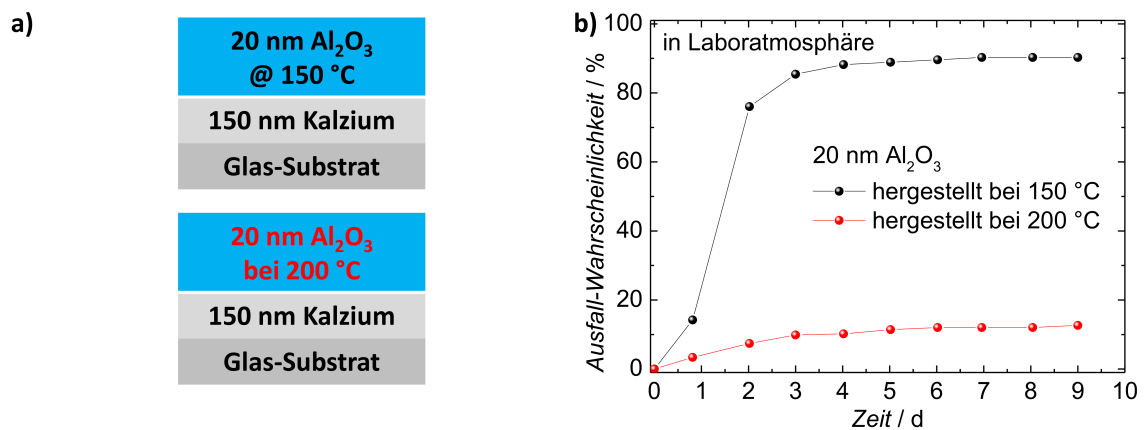 a)
20 nm Al₂O₃
@ 150 °C
150 nm Kalzium
Glas-Substrat
20 nm Al₂O₃
bei 200 °C
150 nm Kalzium
Glas-Substrat
b)
Ausfall-Wahrscheinlichkeit / %
100
80
60
40
20
0
in Laboratmosphäre
20 nm Al₂O₃
hergestellt bei 150 °C
hergestellt bei 200 °C
0 1 2 3 4 5 6 7 8 9 10
Zeit / d